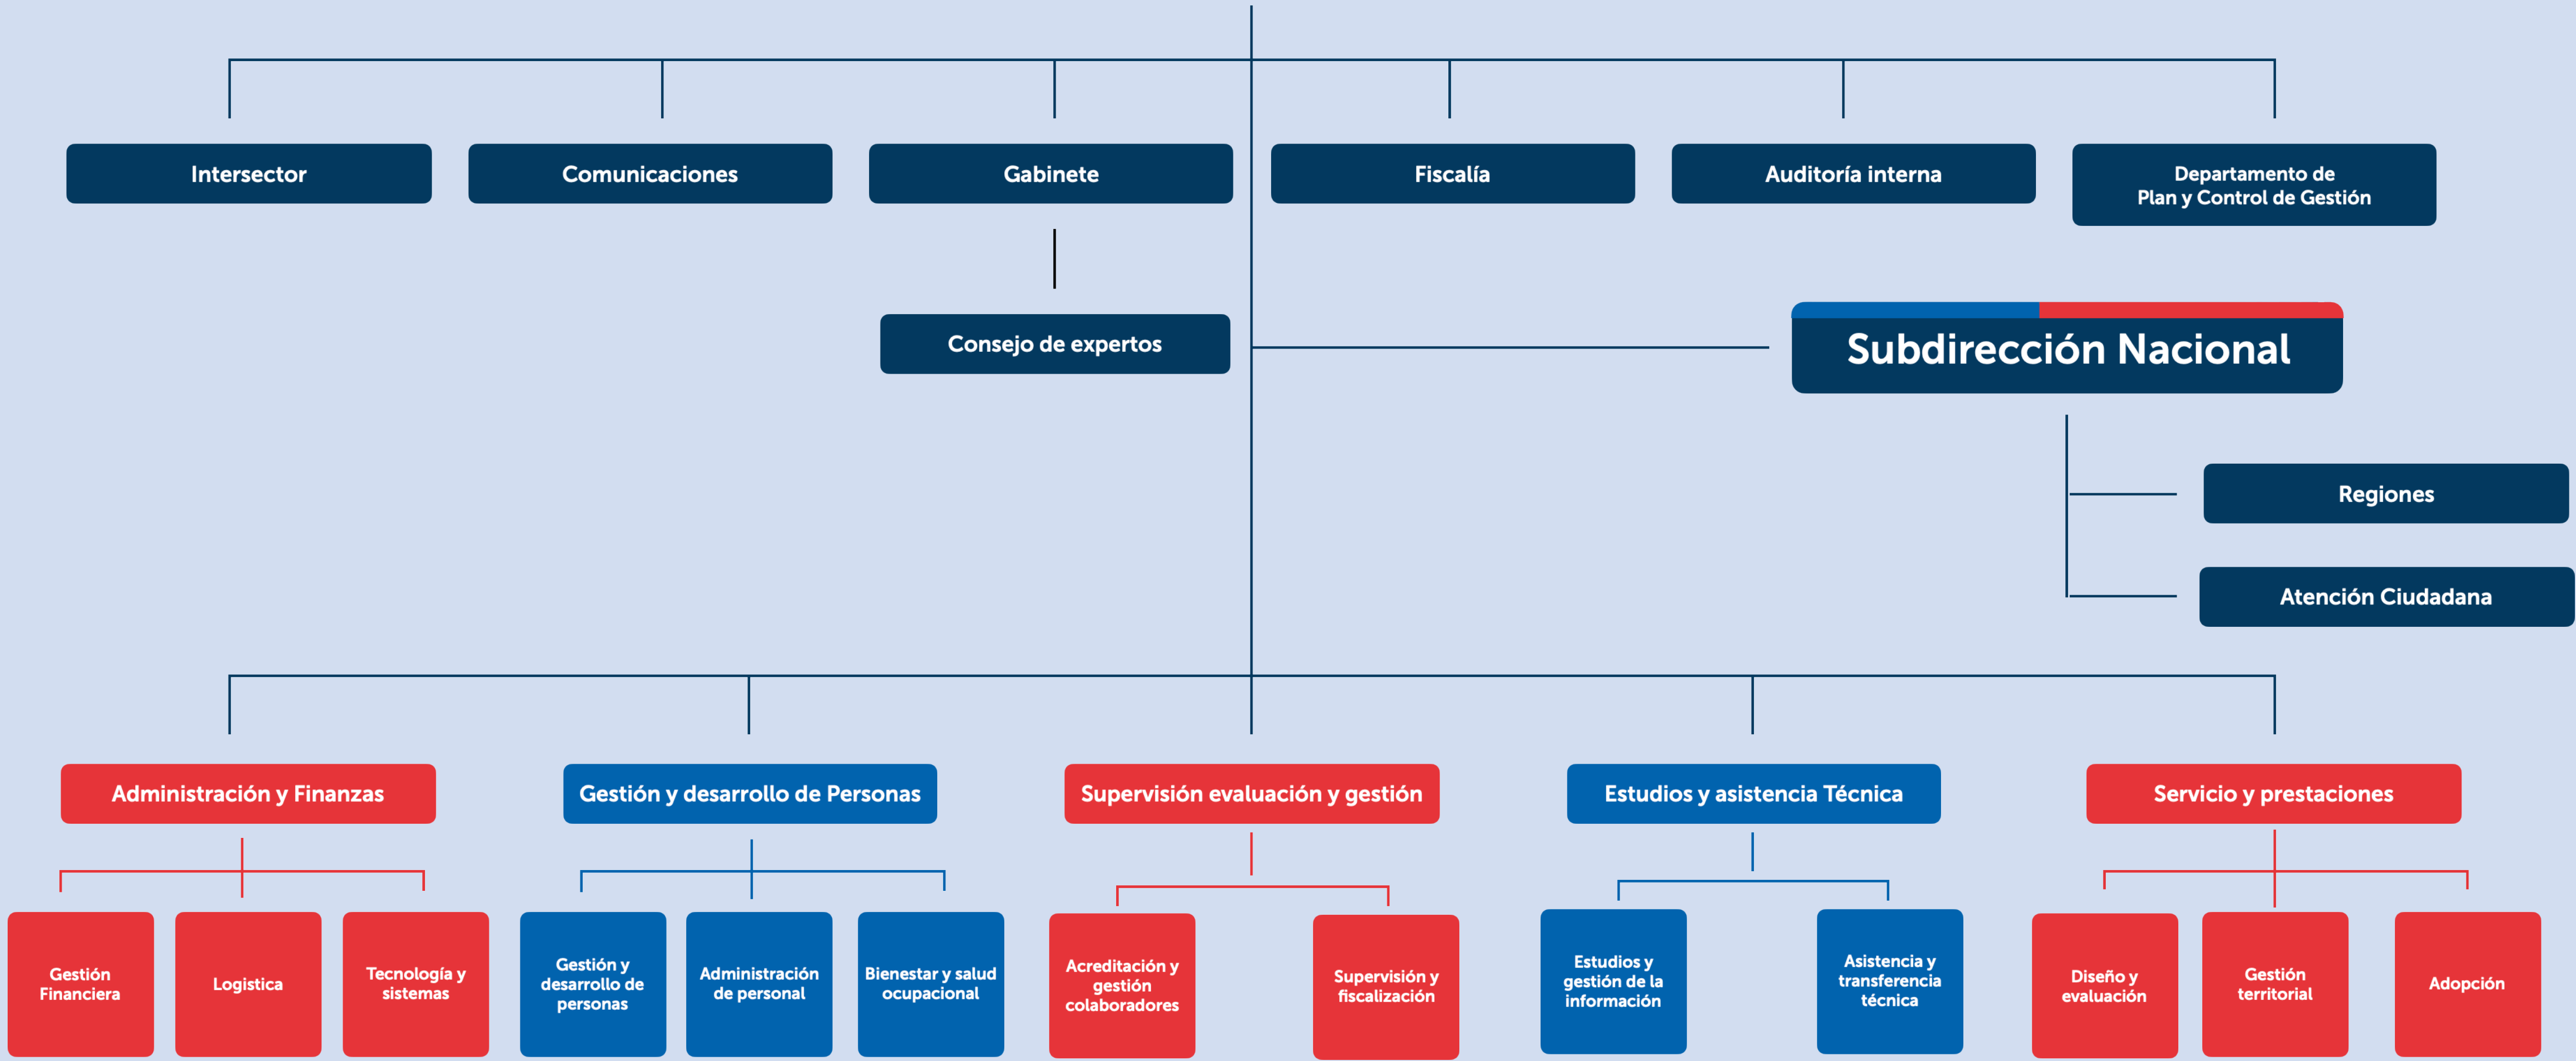 Intersector
Comunicaciones
Gabinete
Fiscalía
Auditoría interna
Departamento de
Plan y Control de Gestión
Consejo de expertos
Subdirección Nacional
Regiones
Atención Ciudadana
Administración y Finanzas
Gestión y desarrollo de Personas
Supervisión evaluación y gestión
Estudios y asistencia Técnica
Servicio y prestaciones
Gestión
Financiera
Logistica
Tecnología y
sistemas
Gestión y
desarrollo de
personas
Administración
de personal
Bienestar y salud
ocupacional
Acreditación y
gestión
colaboradores
Supervisión y
fiscalización
Estudios y
gestión de la
información
Asistencia y
transferencia
técnica
Diseño y
evaluación
Gestión
territorial
Adopción